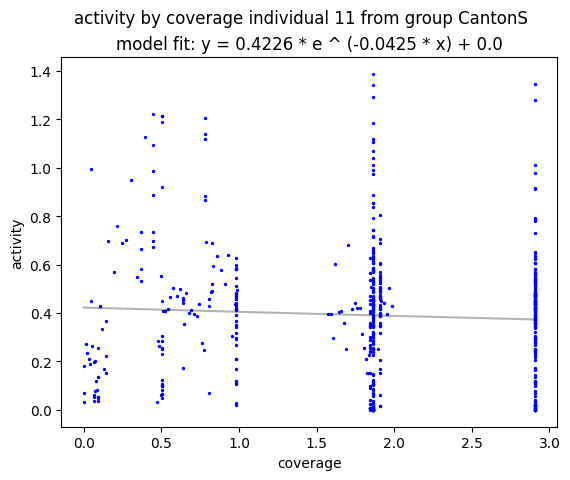 activity by coverage individual 11 from group CantonS
model fit: y = 0.4226 * e ^ (-0.0425 * x) + 0.0
1.4
1.2
1.0
0.8
0.6
0.4
0.2
0.0
activity
0.0 0.5 1.0 1.5 2.0 2.5 3.0
coverage